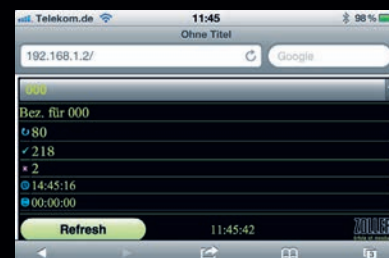 Telekom.de 11:45 98 %
Ohne Titel
192.168.1.2/ Google
000
Bez. für 000
80
218
2
14:45:16
00:00:00
Refresh 11:45:42 ZOLLER